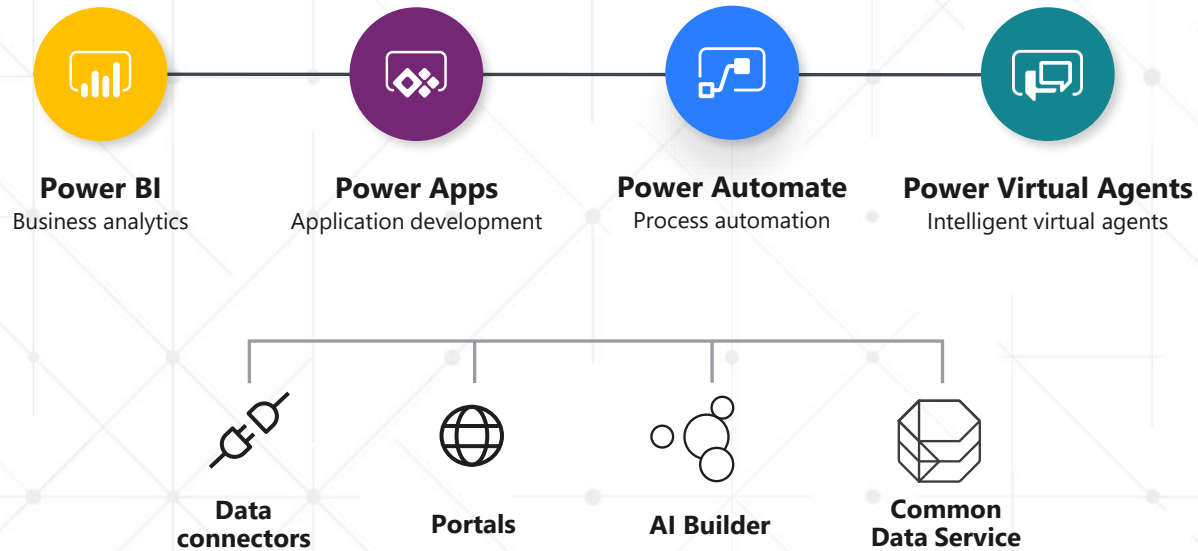 Power BI
Business analytics
Power Apps
Application development
Power Automate
Process automation
Power Virtual Agents
Intelligent virtual agents
Data
connectors
Portals
AI Builder
Common
Data Service